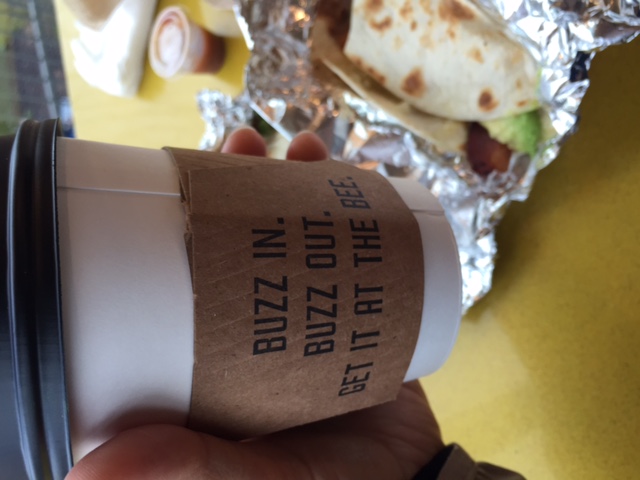 BUZZ IN.
BUZZ OUT.
GET IT AT THE BEE.